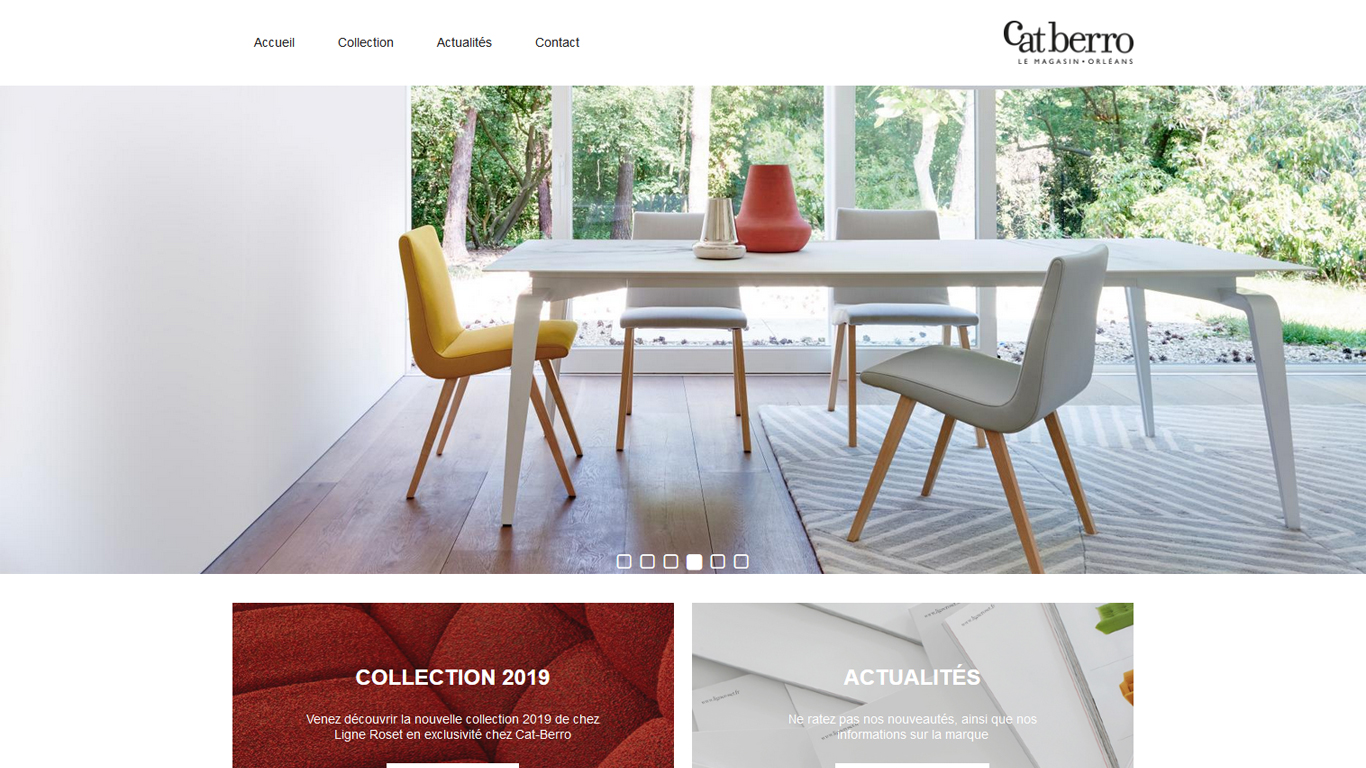 Accueil
Collection
Actualités
Contact
Cat berro
LE MAGASIN • ORLÉANS
COLLECTION 2019
Venez découvrir la nouvelle collection 2019 de chez
Ligne Roset en exclusivité chez Cat-Berro
ACTUALITÉS
Ne ratez pas nos nouveautés, ainsi que nos
informations sur la marque